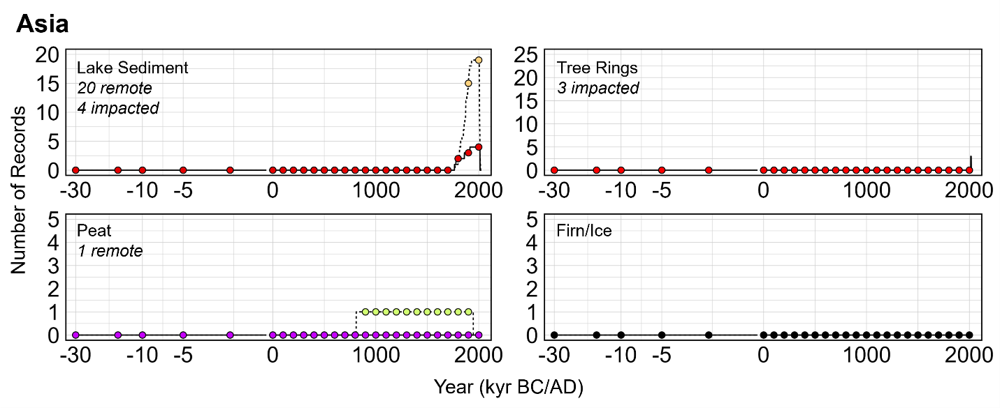 Asia
Number of Records
20
15
10
5
0
Lake Sediment
20 remote
4 impacted
-30 -10 -5 0 1000 2000
25
20
15
10
5
0
Tree Rings
3 impacted
-30 -10 -5 0 1000 2000
5
4
3
2
1
0
Peat
1 remote
-30 -10 -5 0 1000 2000
5
4
3
2
1
0
Firn/Ice
-30 -10 -5 0 1000 2000
Year (kyr BC/AD)